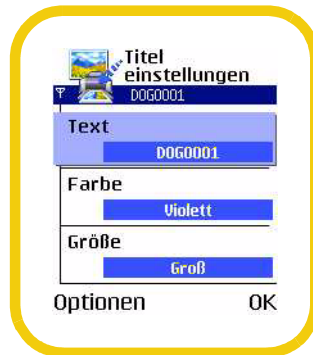 Titel
einstellungen
DOG0001
Text
DOG0001
Farbe
Violett
Größe
Groß
Optionen OK